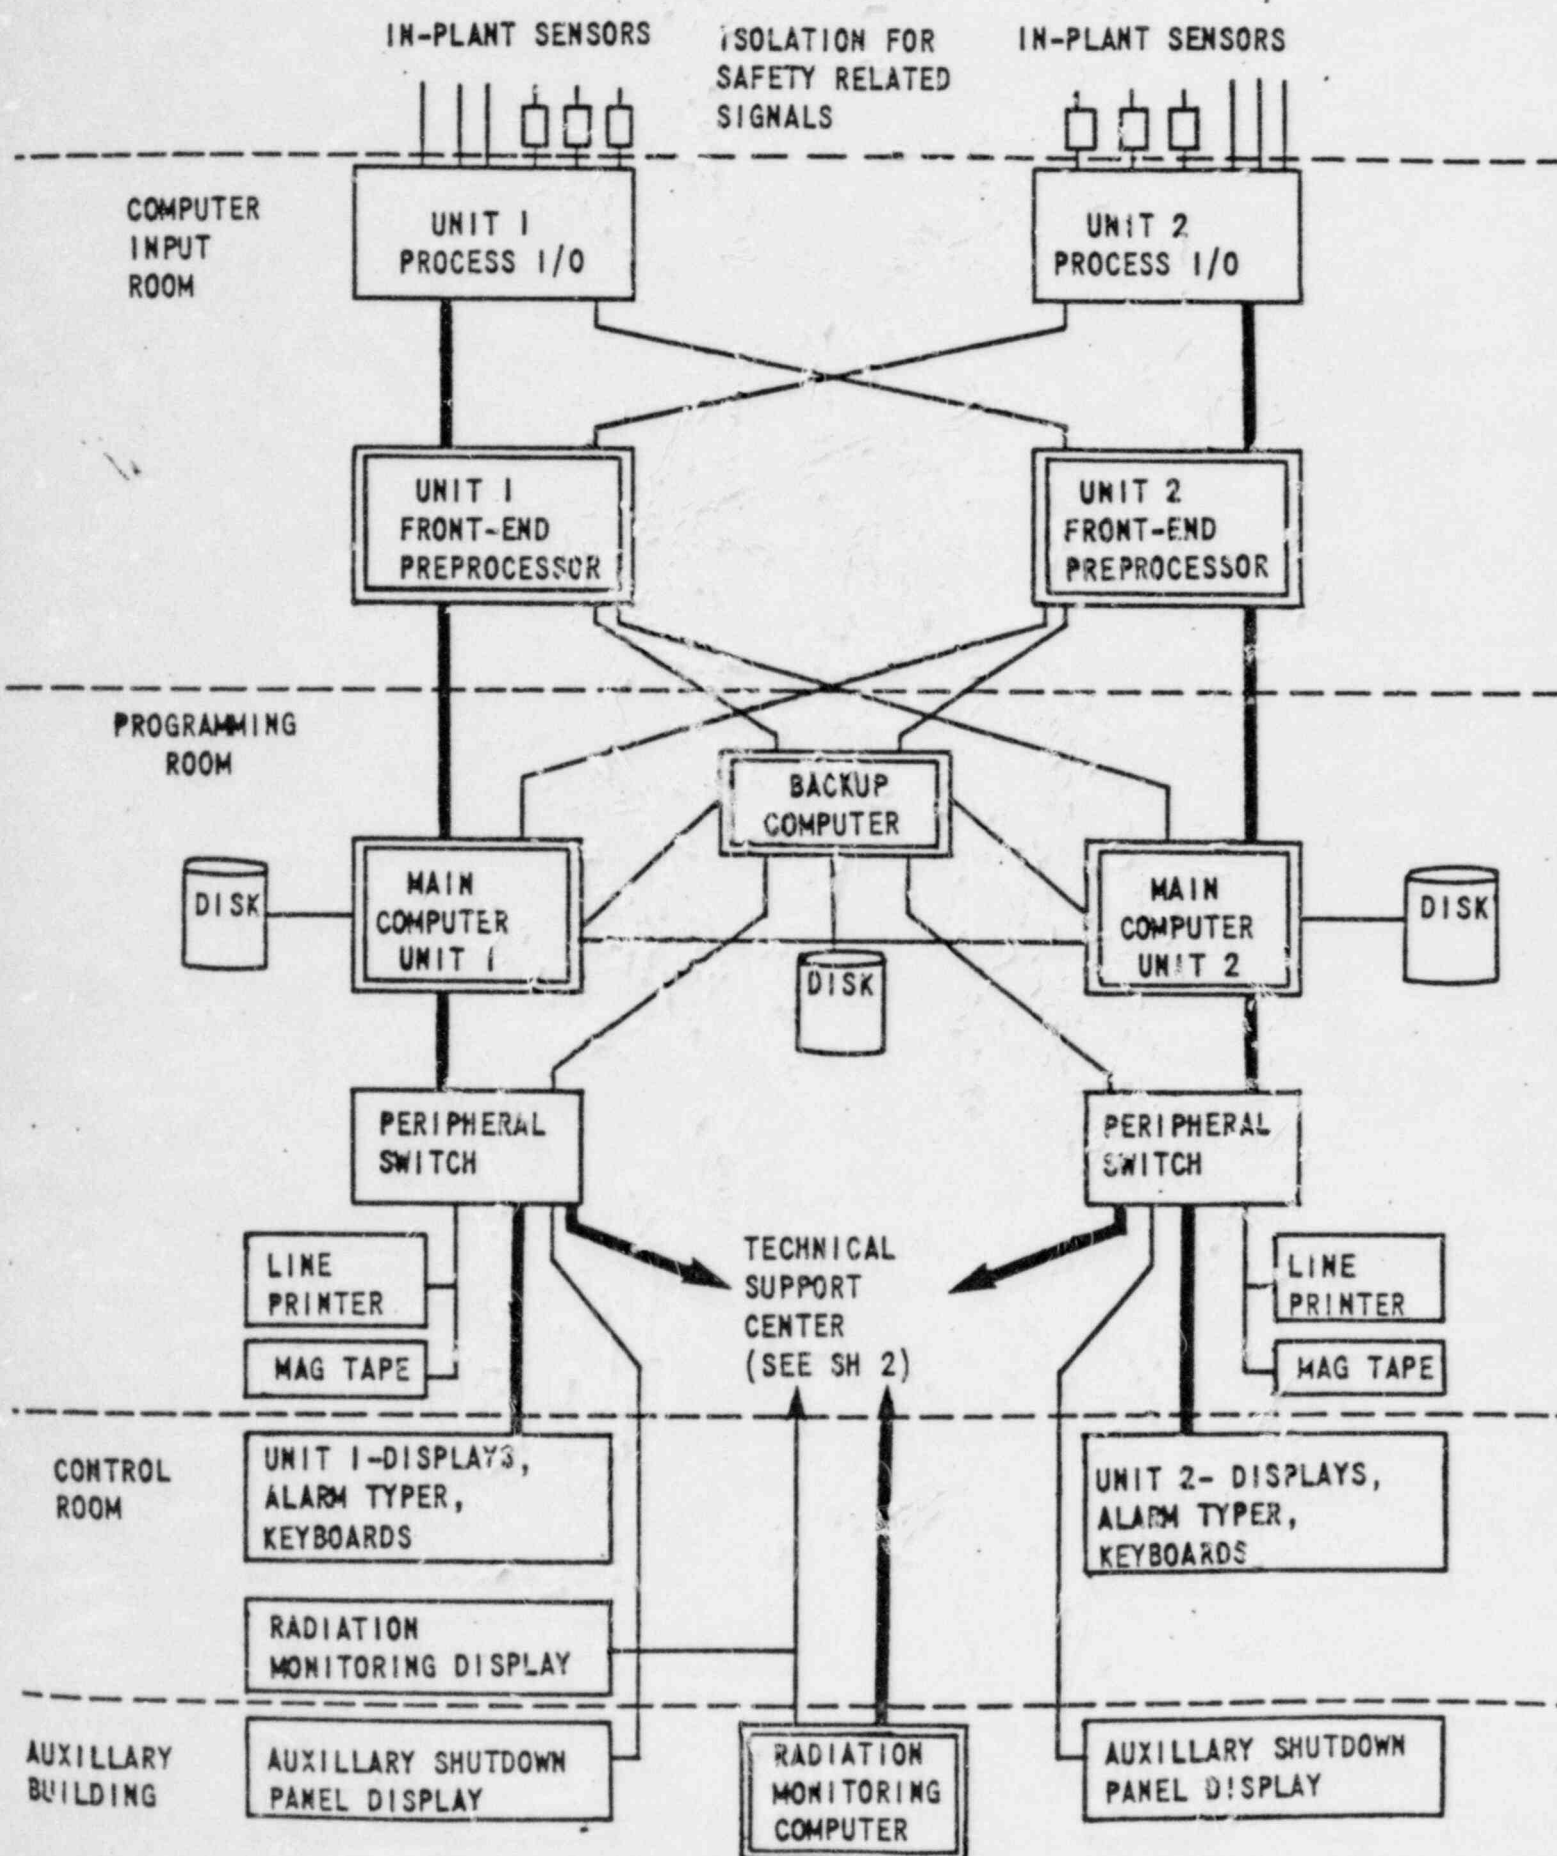 IN-PLANT SENSORS
ISOLATION FOR
SAFETY RELATED
SIGNALS
IN-PLANT SENSORS
COMPUTER
INPUT
ROOM
UNIT 1
PROCESS I/O
UNIT 2
PROCESS I/O
UNIT 1
FRONT-END
PREPROCESSOR
UNIT 2
FRONT-END
PREPROCESSOR
PROGRAMMING
ROOM
BACKUP
COMPUTER
DISK
MAIN
COMPUTER
UNIT 1
DISK
MAIN
COMPUTER
UNIT 2
DISK
PERIPHERAL
SWITCH
PERIPHERAL
SWITCH
LINE
PRINTER
MAG TAPE
TECHNICAL
SUPPORT
CENTER
(SEE SH 2)
LINE
PRINTER
MAG TAPE
CONTROL
ROOM
UNIT 1-DISPLAYS,
ALARM TYPER,
KEYBOARDS
UNIT 2- DISPLAYS,
ALARM TYPER,
KEYBOARDS
RADIATION
MONITORING DISPLAY
AUXILLARY
BUILDING
AUXILLARY SHUTDOWN
PANEL DISPLAY
RADIATION
MONITORING
COMPUTER
AUXILLARY SHUTDOWN
PANEL DISPLAY